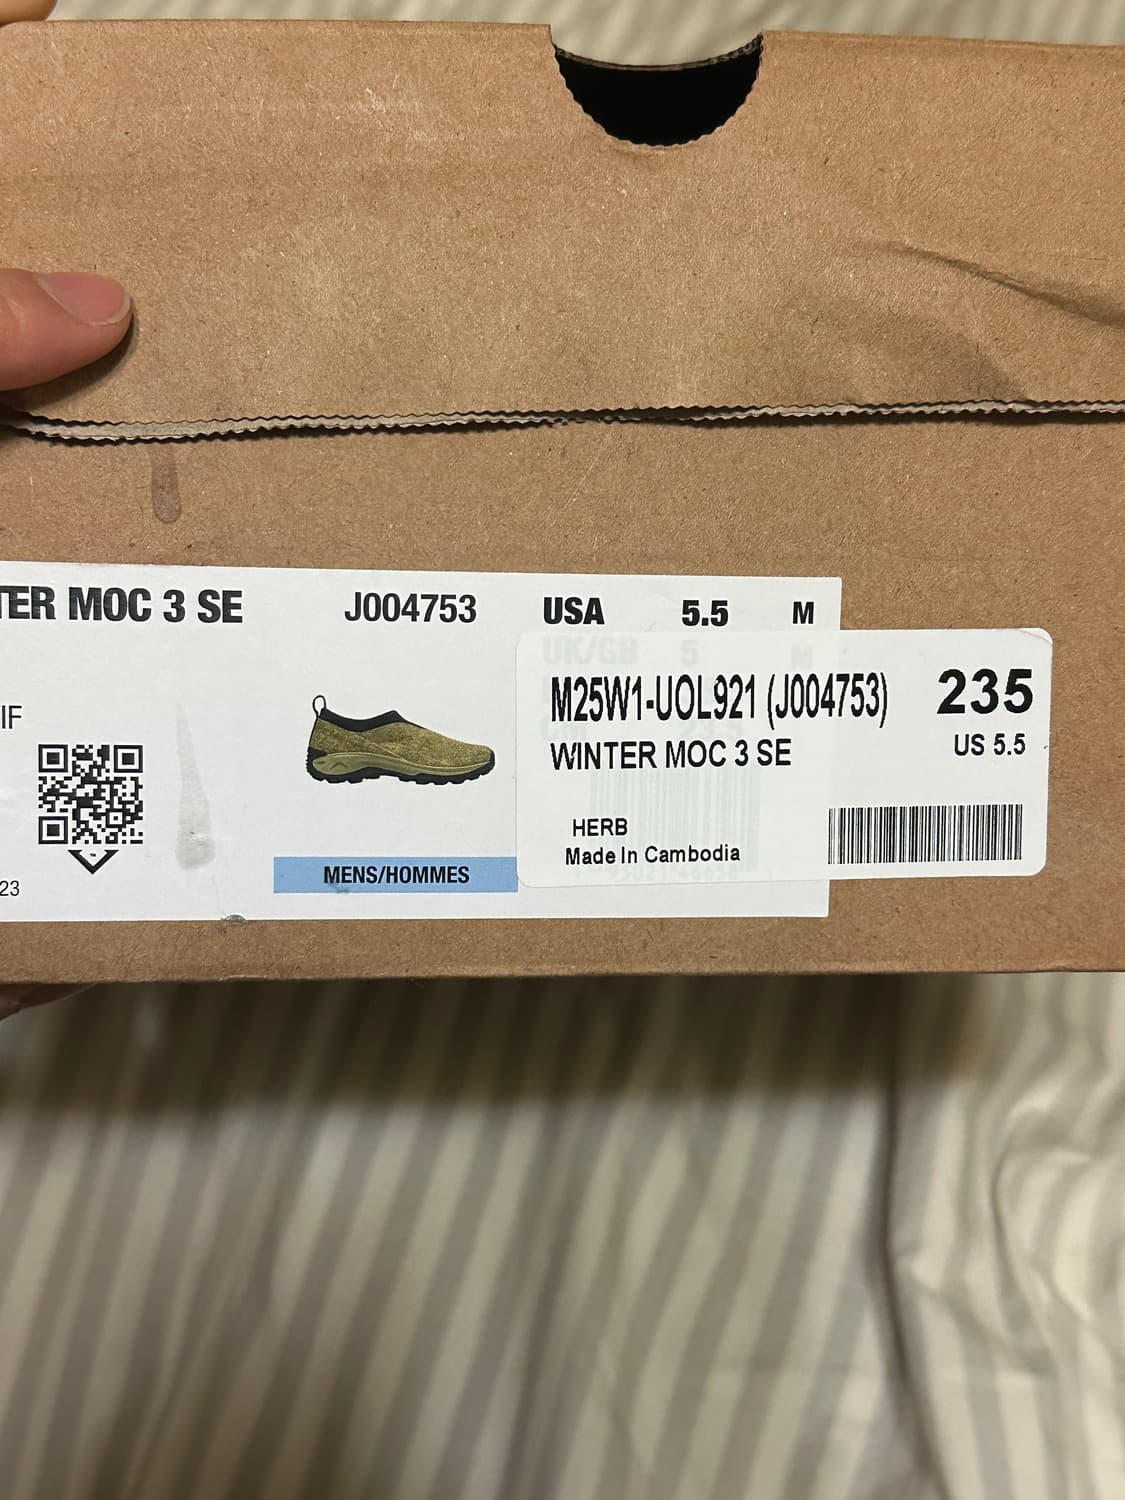 TER MOC 3 SE J004753 USA 5.5 M
UK/GB 5 M
M25W1-UOL921 (J004753) 235
WINTER MOC 3 SE US 5.5
IF
HERB
Made In Cambodia
MENS/HOMMES
23